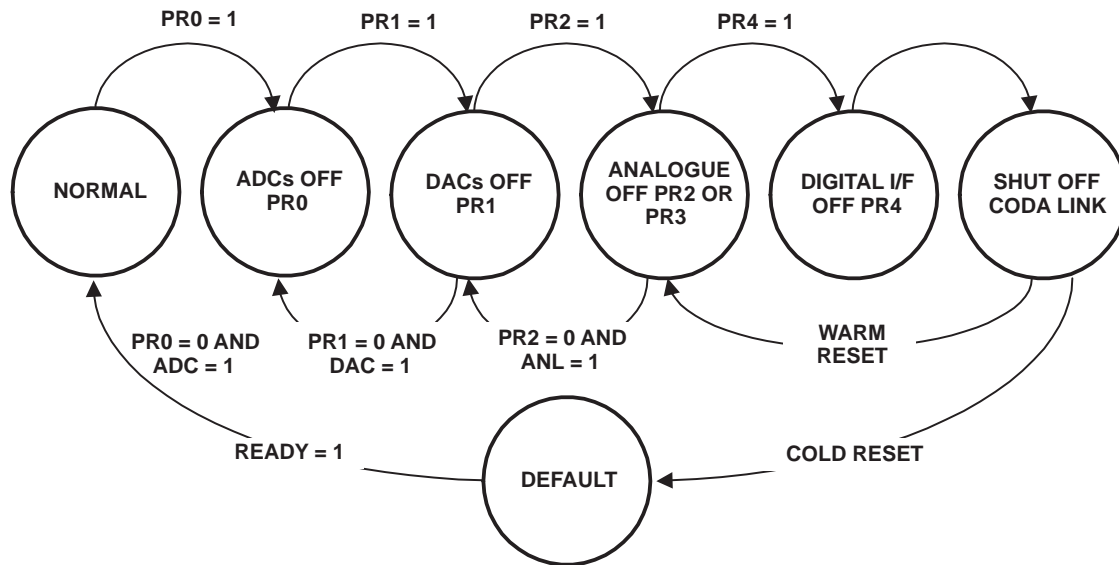 PR0 = 1
PR1 = 1
PR2 = 1
PR4 = 1
NORMAL
ADCs OFF
PR0
DACs OFF
PR1
ANALOGUE
OFF PR2 OR
PR3
DIGITAL I/F
OFF PR4
SHUT OFF
CODA LINK
PR0 = 0 AND
ADC = 1
PR1 = 0 AND
DAC = 1
PR2 = 0 AND
ANL = 1
WARM
RESET
READY = 1
DEFAULT
COLD RESET